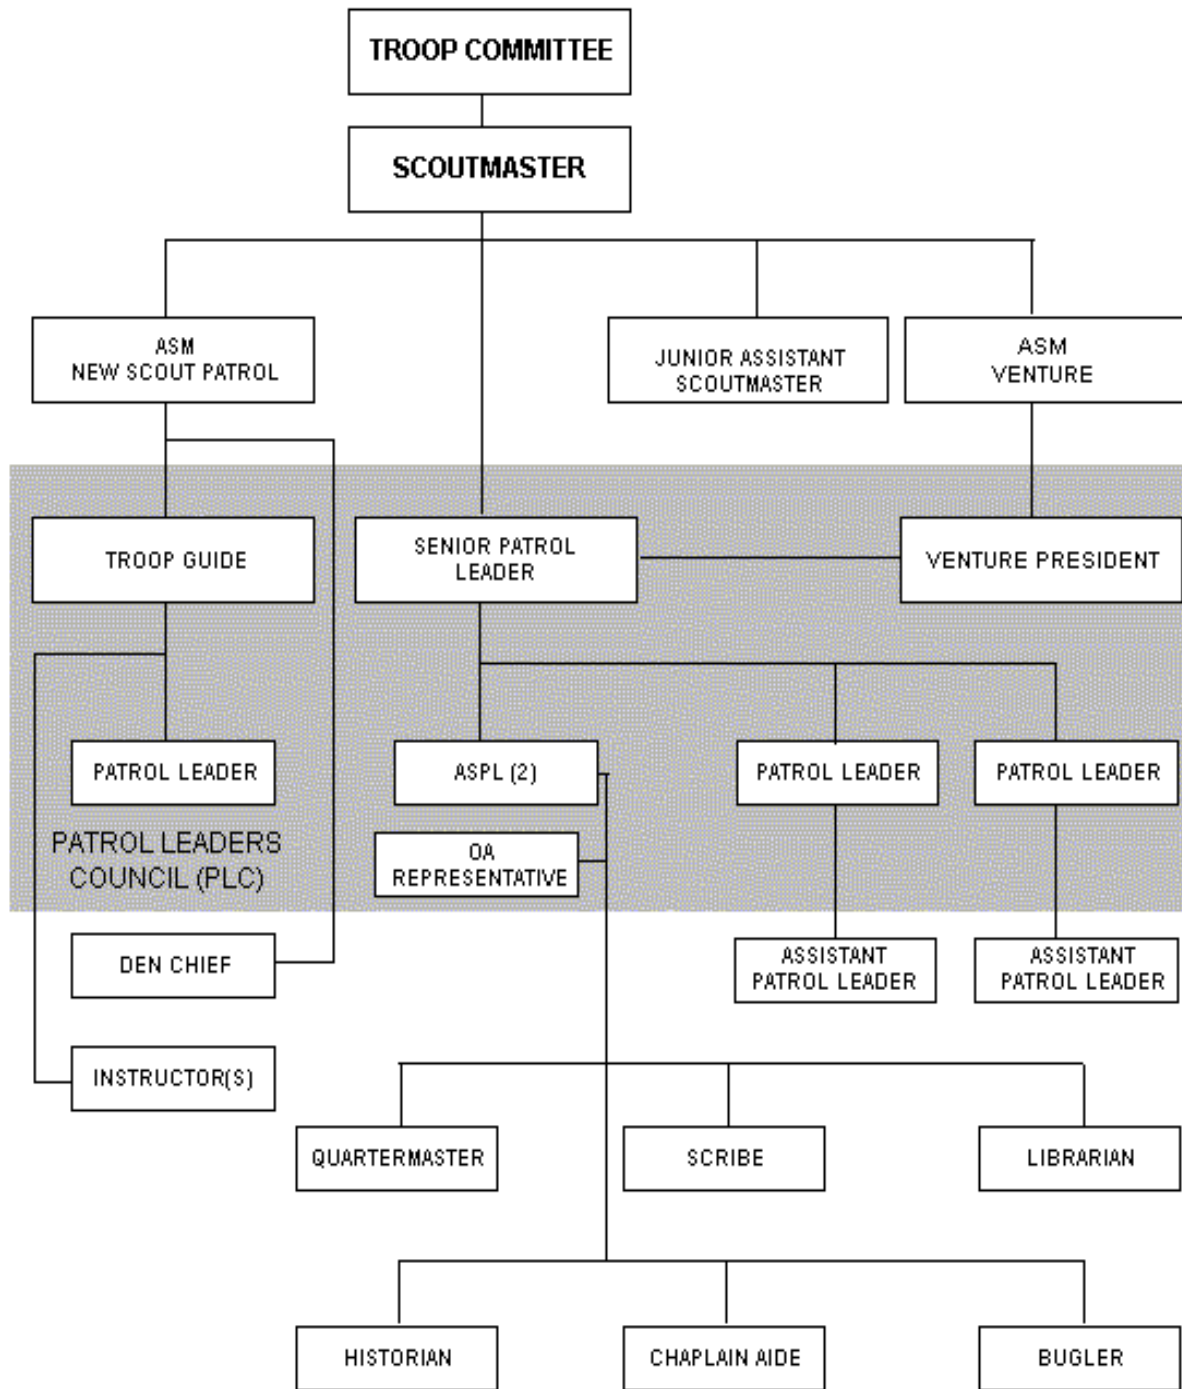 TROOP COMMITTEE
SCOUTMASTER
ASM
NEW SCOUT PATROL
JUNIOR ASSISTANT
SCOUTMASTER
ASM
VENTURE
TROOP GUIDE
SENIOR PATROL
LEADER
VENTURE PRESIDENT
PATROL LEADER
ASPL (2)
PATROL LEADER
PATROL LEADER
PATROL LEADERS
COUNCIL (PLC)
OA
REPRESENTATIVE
DEN CHIEF
ASSISTANT
PATROL LEADER
ASSISTANT
PATROL LEADER
INSTRUCTOR(S)
QUARTERMASTER
SCRIBE
LIBRARIAN
HISTORIAN
CHAPLAIN AIDE
BUGLER